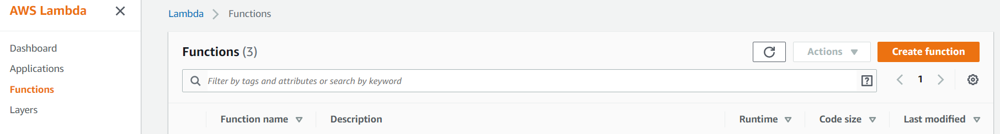 AWS Lambda
Dashboard
Applications
Functions
Layers
Lambda Functions
Functions (3)
Actions
Create function
Filter by tags and attributes or search by keyword
?
1
Function name Description Runtime Code size Last modified